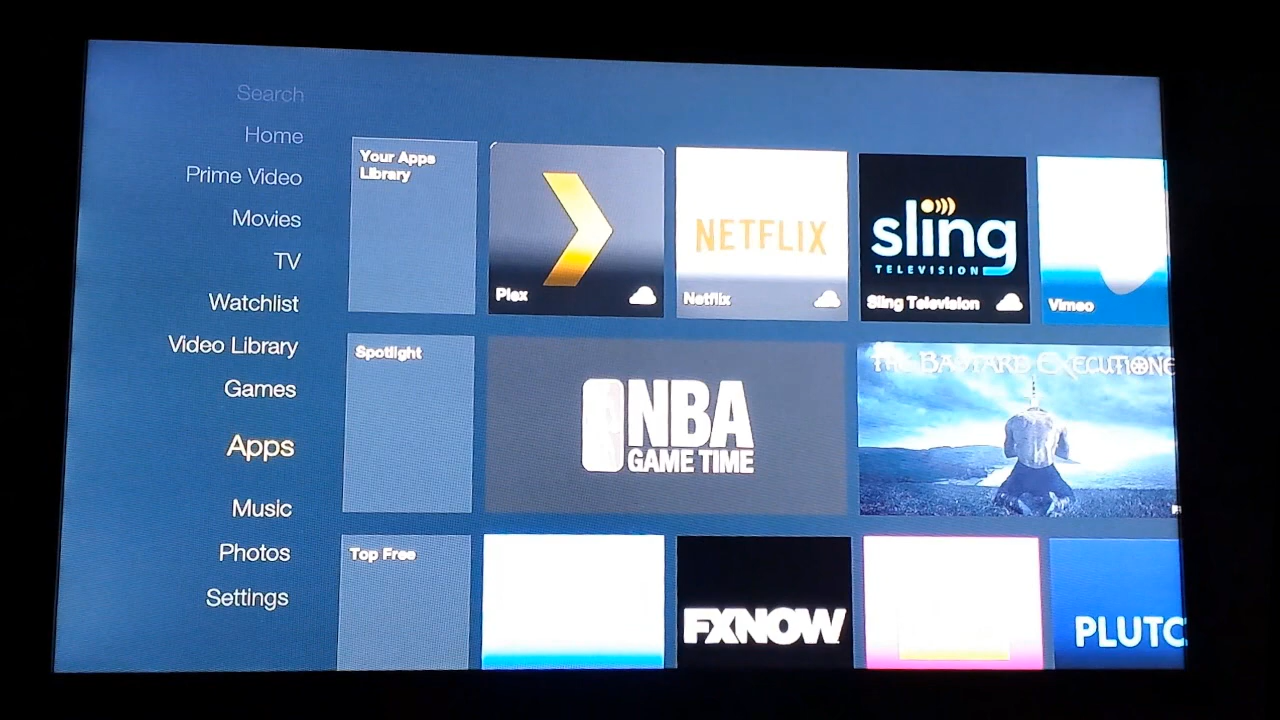 Search
Home
Prime Video
Movies
TV
Watchlist
Video Library
Games
Apps
Music
Photos
Settings
Your Apps
Library
Plex
NETFLIX
Netflix
sling
TELEVISION
Sling Television
Vimeo
Spotlight
NBA
GAME TIME
THE BASTARD EXECUTIONE
Top Free
FXNOW
PLUTO